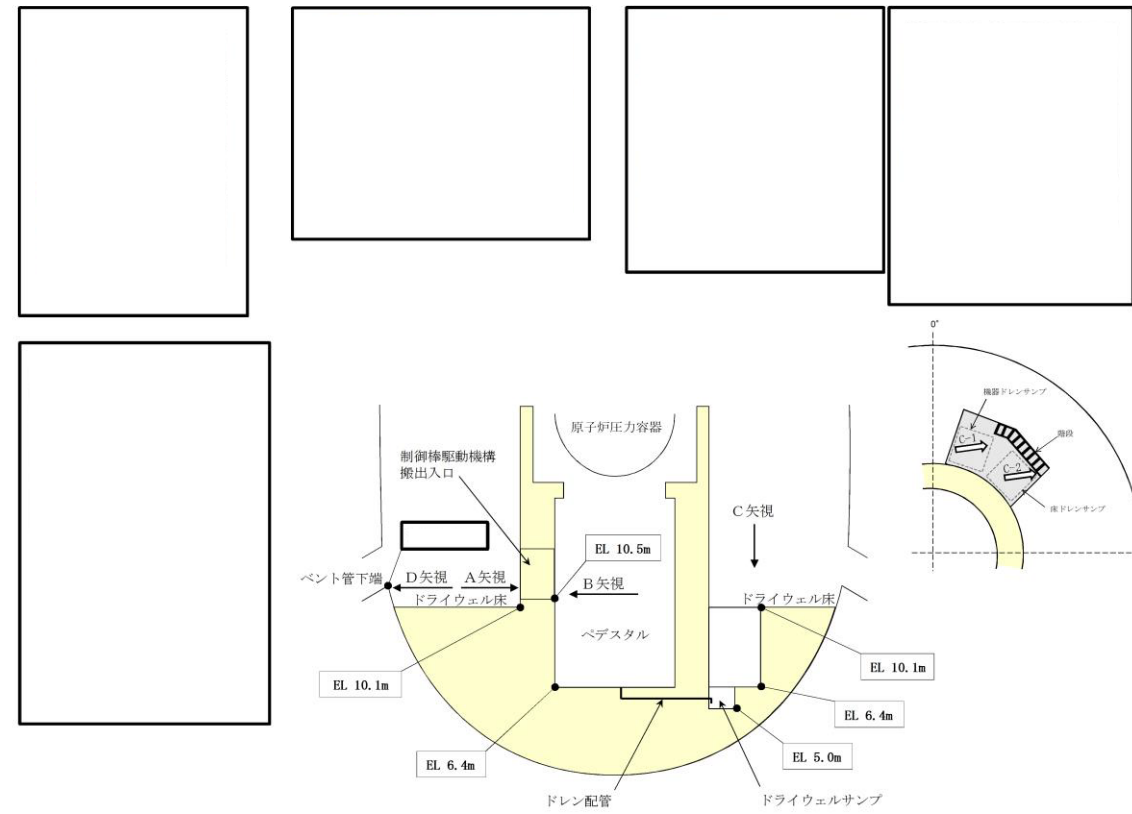 0°
機器ドレンサンプ
階段
C-1
C-2
床ドレンサンプ
原子炉圧力容器
制御棒駆動機構
搬出入口
C矢視
EL 10.5m
ベント管下端
D矢視
A矢視
B矢視
ドライウェル床
ドライウェル床
ペデスタル
EL 10.1m
EL 10.1m
EL 6.4m
EL 6.4m
EL 5.0m
ドレン配管
ドライウェルサンプ